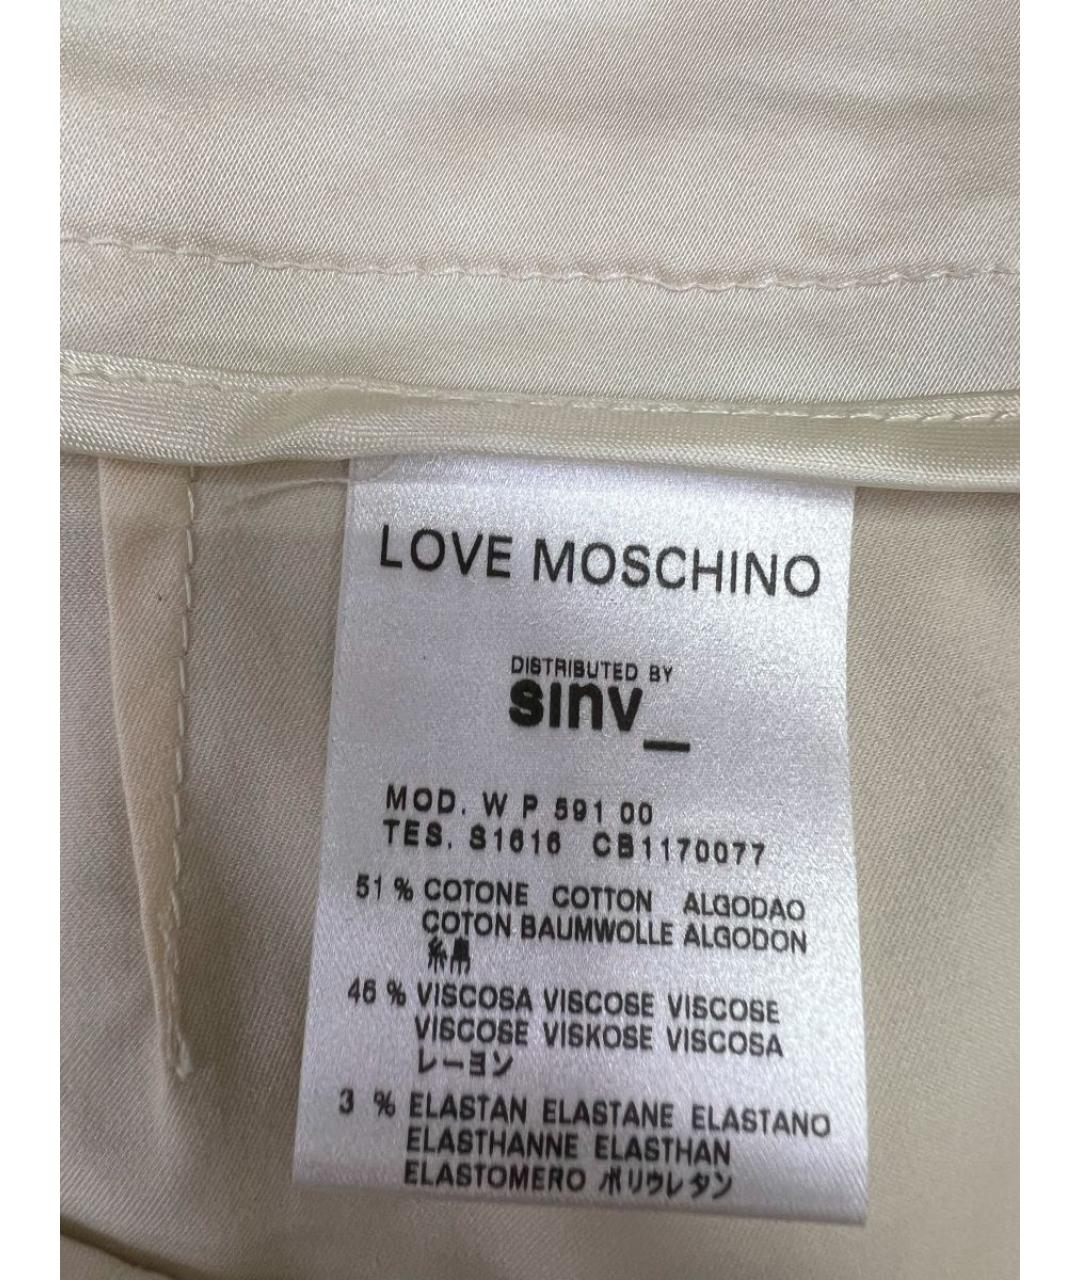 LOVE MOSCHINO
DISTRIBUTED BY
sınv_
MOD. W P 591 00
TES. S1616 CB1170077
51 % COTONE COTTON ALGODAO
COTON BAUMWOLLE ALGODON
46 % VISCOSA VISCOSE VISCOSE
VISCOSE VISKOSE VISCOSA
レーヨン
3 % ELASTAN ELASTANE ELASTANO
ELASTHANNE ELASTHAN
ELASTOMERO ポリウレタン